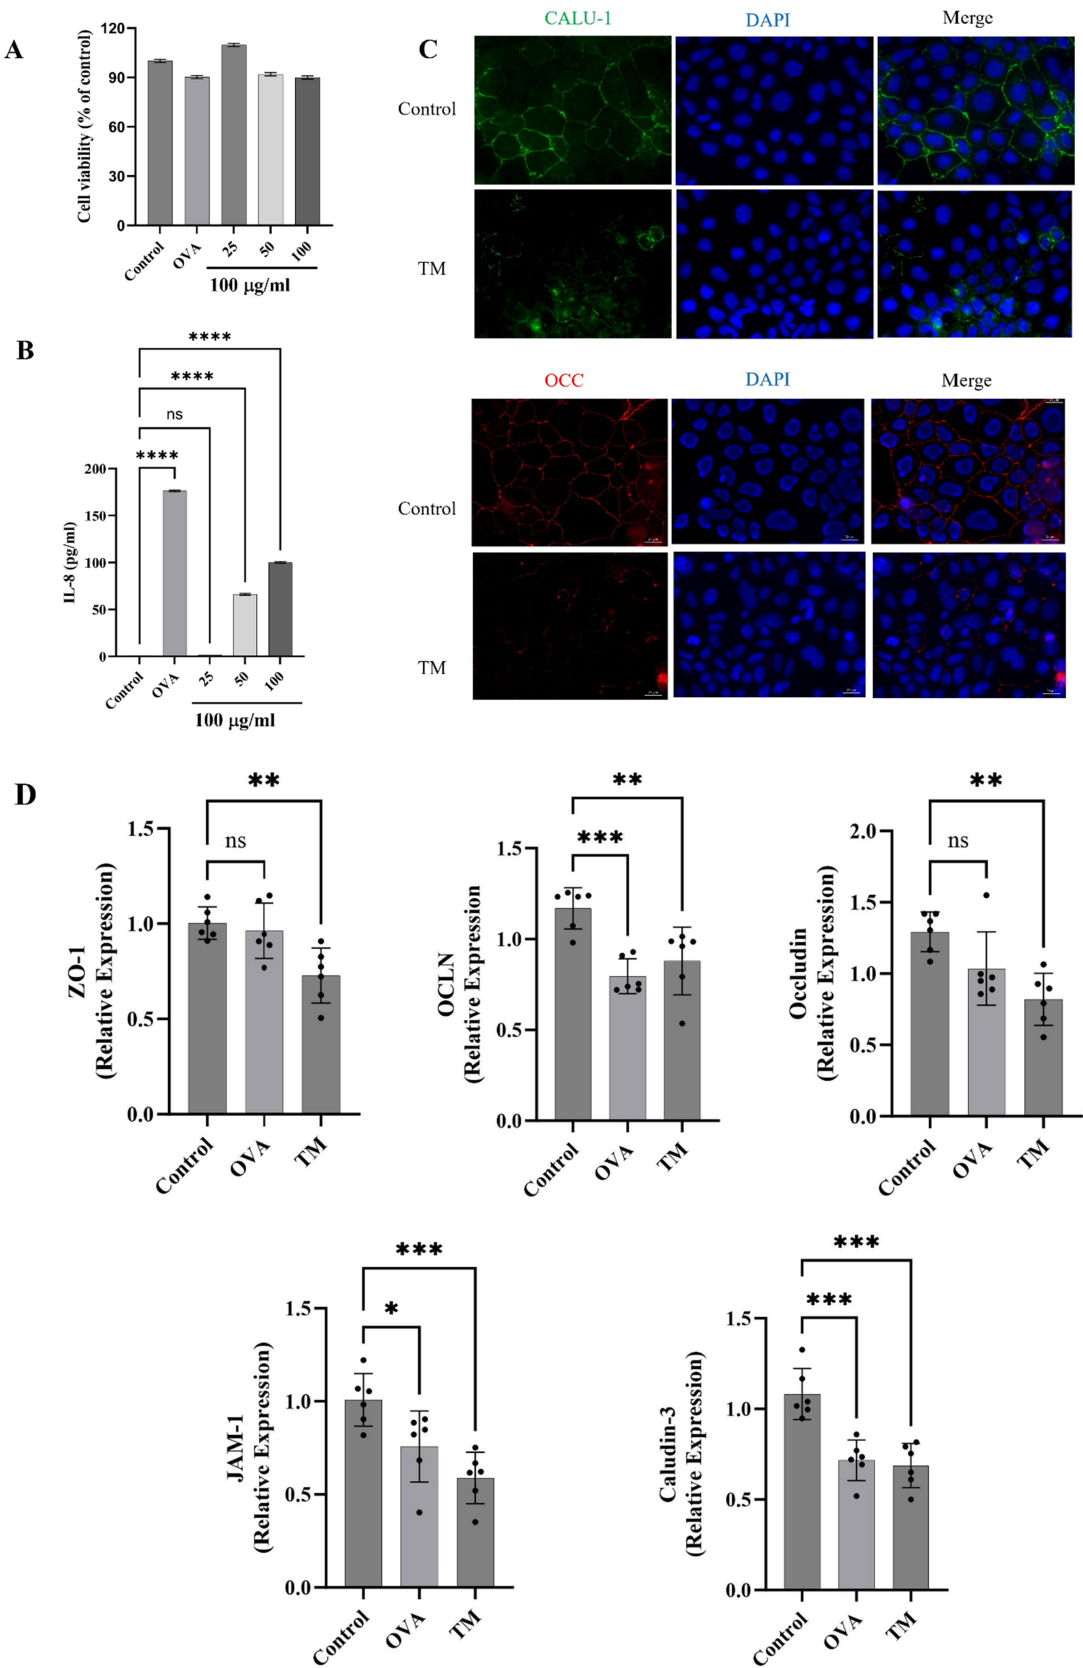 A
Cell viability (% of control)
120
90
60
30
0
Control
OVA
25
50
100
100 μg/ml
B
****
****
ns
****
IL-8 (pg/ml)
200
150
100
50
0
Control
OVA
25
50
100
100 μg/ml
C
CALU-1
DAPI
Merge
Control
TM
OCC
DAPI
Merge
Control
TM
D
**
ns
ZO-1
(Relative Expression)
1.5
1.0
0.5
0.0
Control
OVA
TM
**
***
OCLN
(Relative Expression
1.5
1.0
0.5
0.0
Control
OVA
TM
**
ns
Occludin
(Relative Expression)
2.0
1.5
1.0
0.5
0.0
Control
OVA
TM
***
*
JAM-1
(Relative Expression)
1.5
1.0
0.5
0.0
Control
OVA
TM
***
***
Caludin-3
(Relative Expression)
1.5
1.0
0.5
0.0
Control
OVA
TM